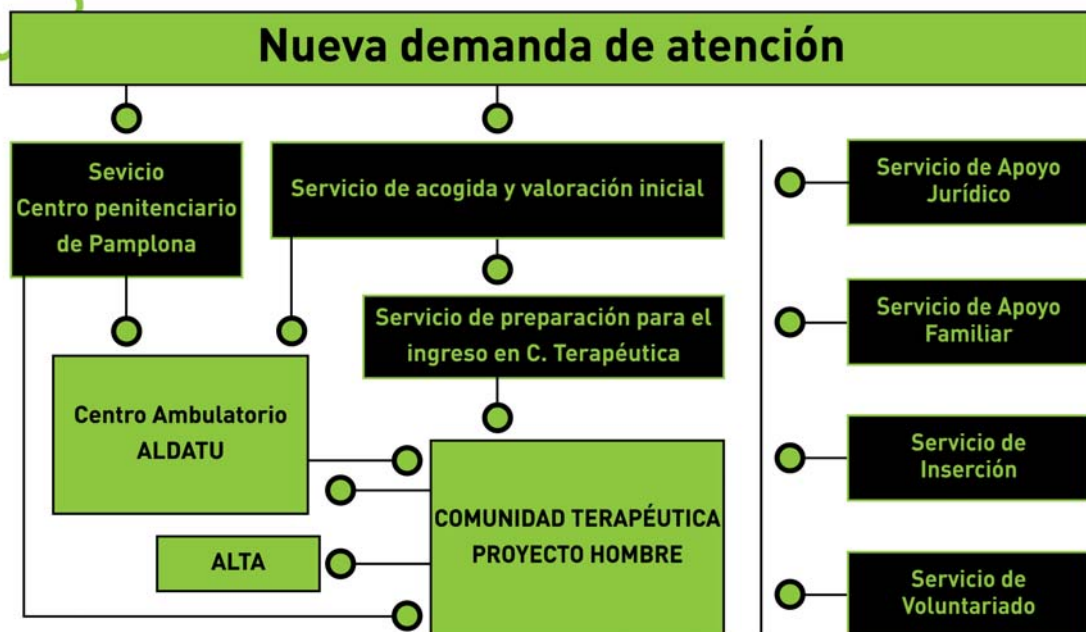 Nueva demanda de atención
Sevicio
Centro penitenciario
de Pamplona
Servicio de acogida y valoración inicial
Servicio de preparación para el
ingreso en C. Terapéutica
Centro Ambulatorio
ALDATU
COMUNIDAD TERAPÉUTICA
PROYECTO HOMBRE
ALTA
Servicio de Apoyo
Jurídico
Servicio de Apoyo
Familiar
Servicio de
Inserción
Servicio de
Voluntariado